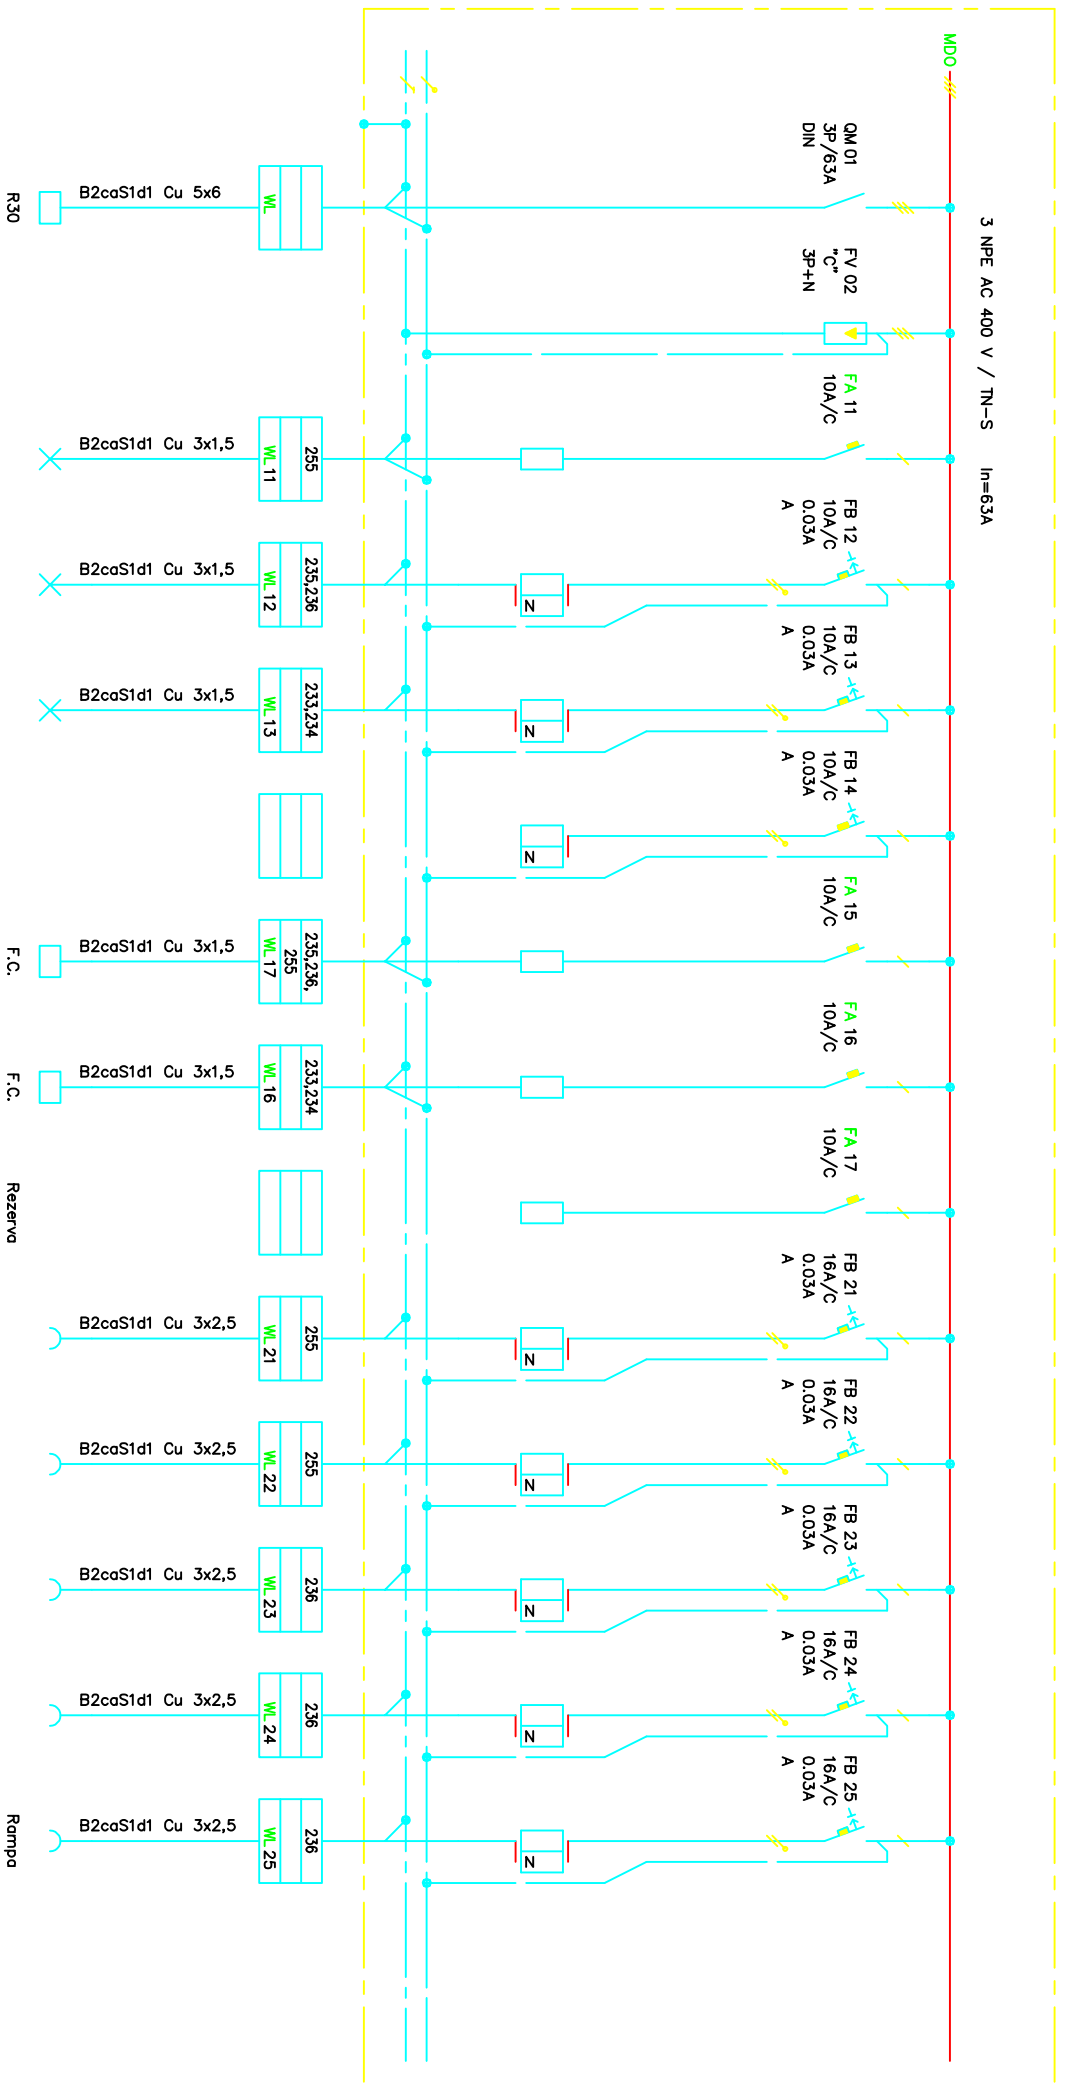 MDO
3 NPE AC 400 V / TN-S In=63A
QM 01
3P/63A
DIN
FV 02
"C"
3P+N
FA 11
10A/C
FB 12
10A/C
0.03A
A
FB 13
10A/C
0.03A
A
FB 14
10A/C
0.03A
A
FA 15
10A/C
FA 16
10A/C
FA 17
10A/C
FB 21
16A/C
0.03A
A
FB 22
16A/C
0.03A
A
FB 23
16A/C
0.03A
A
FB 24
16A/C
0.03A
A
FB 25
16A/C
0.03A
A
N
N
N
N
N
N
N
N
WL
255
WL 11
235,236
WL 12
233,234
WL 13
235,236,
255
WL 17
233,234
WL 16
255
WL 21
255
WL 22
236
WL 23
236
WL 24
236
WL 25
B2caS1d1 Cu 5x6
B2caS1d1 Cu 3x1,5
B2caS1d1 Cu 3x1,5
B2caS1d1 Cu 3x1,5
B2caS1d1 Cu 3x1,5
B2caS1d1 Cu 3x1,5
B2caS1d1 Cu 3x2,5
B2caS1d1 Cu 3x2,5
B2caS1d1 Cu 3x2,5
B2caS1d1 Cu 3x2,5
B2caS1d1 Cu 3x2,5
R30
F.C.
F.C.
Rezerva
Rampa